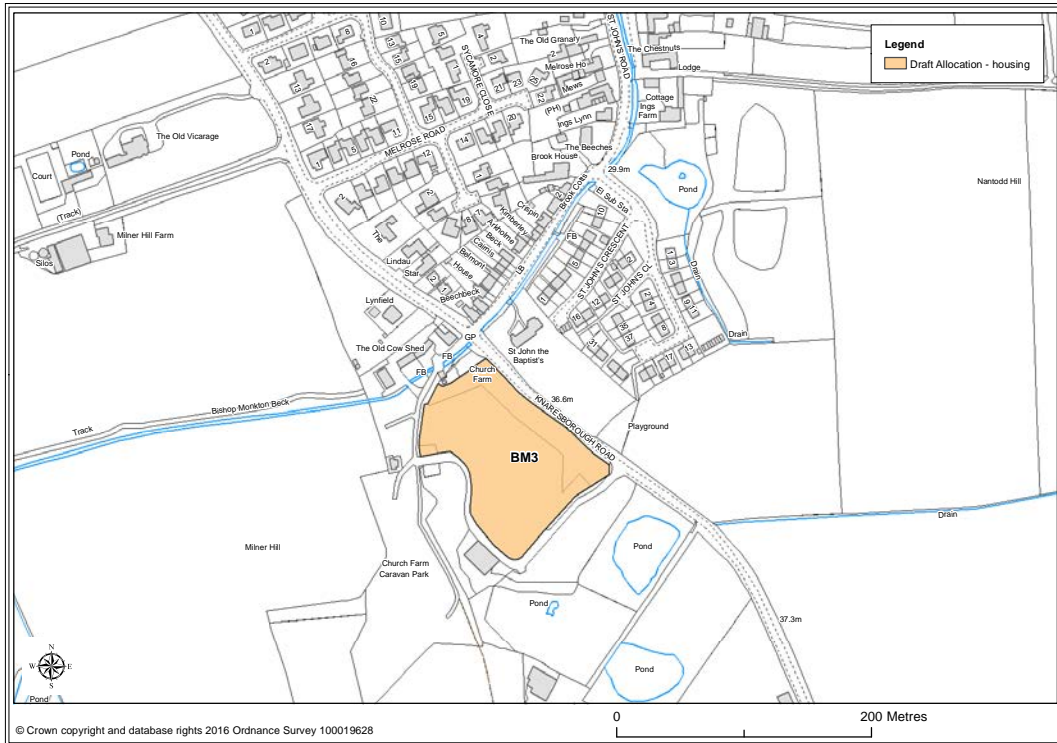 Legend
Draft Allocation - housing
The Old Granary
Melrose Ho
Mews
(PH)
Ings Lynn
The Beeches
Brook House
Brook Cotts
ST JOHN'S ROAD
The Chestnuts
Lodge
Cottage
Ings
Farm
SYCAMORE CLOSE
MELROSE ROAD
The Old Vicarage
Pond
Court
(Track)
Milner Hill Farm
Silos
29.9m
El Sub Sta
Pond
Nantodd Hill
Crispin
Kimberley
Arkholme
Beck
Cairn's
Belmont
House
Beechbeck
The
Lindau
Star
Lynfield
FB
LB
ST JOHN'S CRESCENT
ST JOHN'S CL
Drain
Drain
GP
St John the
Baptist's
The Old Cow Shed
FB
FB
Church
Farm
36.6m
KNARESBOROUGH ROAD
Playground
Bishop Monkton Beck
Track
BM3
Drain
Milner Hill
Church Farm
Caravan Park
Pond
Pond
Pond
37.3m
N
W
E
S
Pond
© Crown copyright and database rights 2016 Ordnance Survey 100019628
0
200 Metres